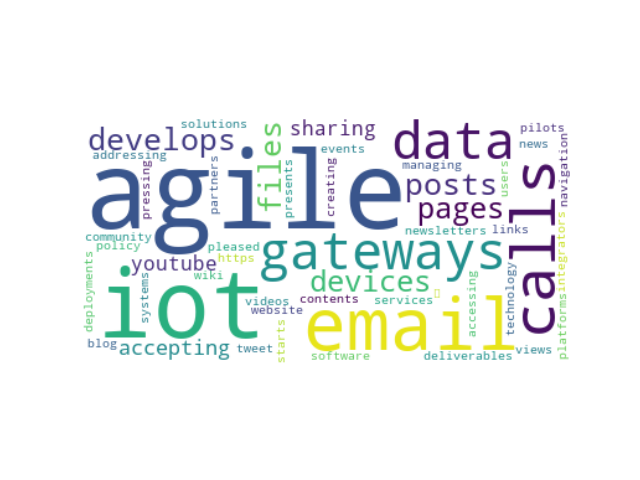 solutions
sharing
data
pilots
develops
files
events
news
addressing
agile
pressing
partners
presents
creating
managing
posts
users
calls
navigation
pages
community
policy
pleased
gateways
newsletters
links
youtube
https
wiki
iot
devices
deployments
systems
videos
website
contents
services
email
accessing
technology
integrators
platforms
blog
accepting
tweet
starts
software
deliverables
views